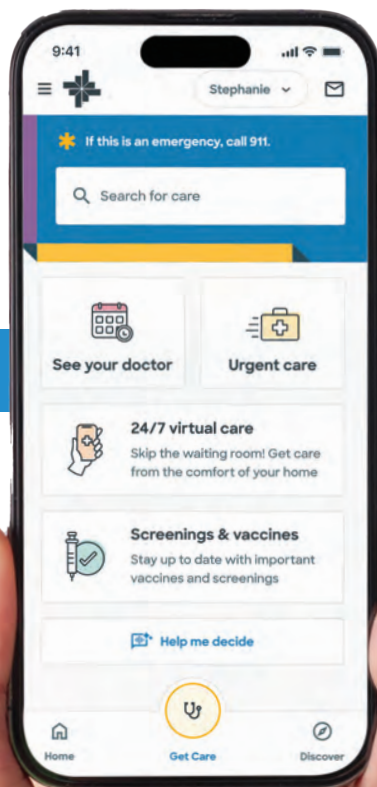 9:41
Stephanie
If this is an emergency, call 911.
Search for care
See your doctor
Urgent care
24/7 virtual care
Skip the waiting room! Get care
from the comfort of your home
Screenings & vaccines
Stay up to date with important
vaccines and screenings
Help me decide
Home
Get Care
Discover